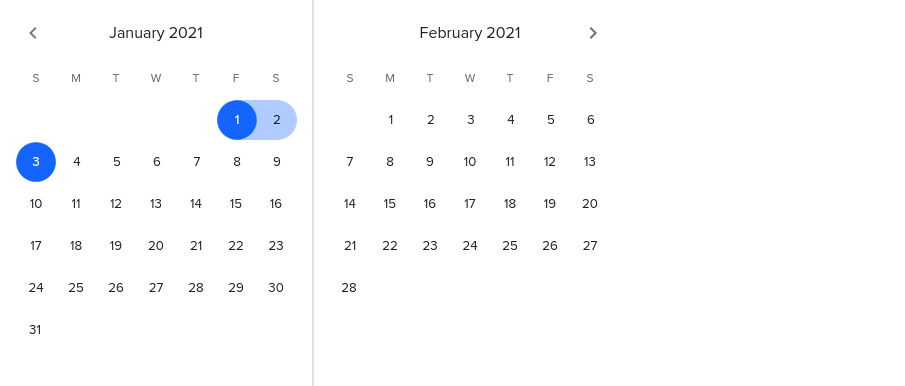 January 2021
S M T W T F S
1 2
3 4 5 6 7 8 9
10 11 12 13 14 15 16
17 18 19 20 21 22 23
24 25 26 27 28 29 30
31
February 2021
S M T W T F S
1 2 3 4 5 6
7 8 9 10 11 12 13
14 15 16 17 18 19 20
21 22 23 24 25 26 27
28